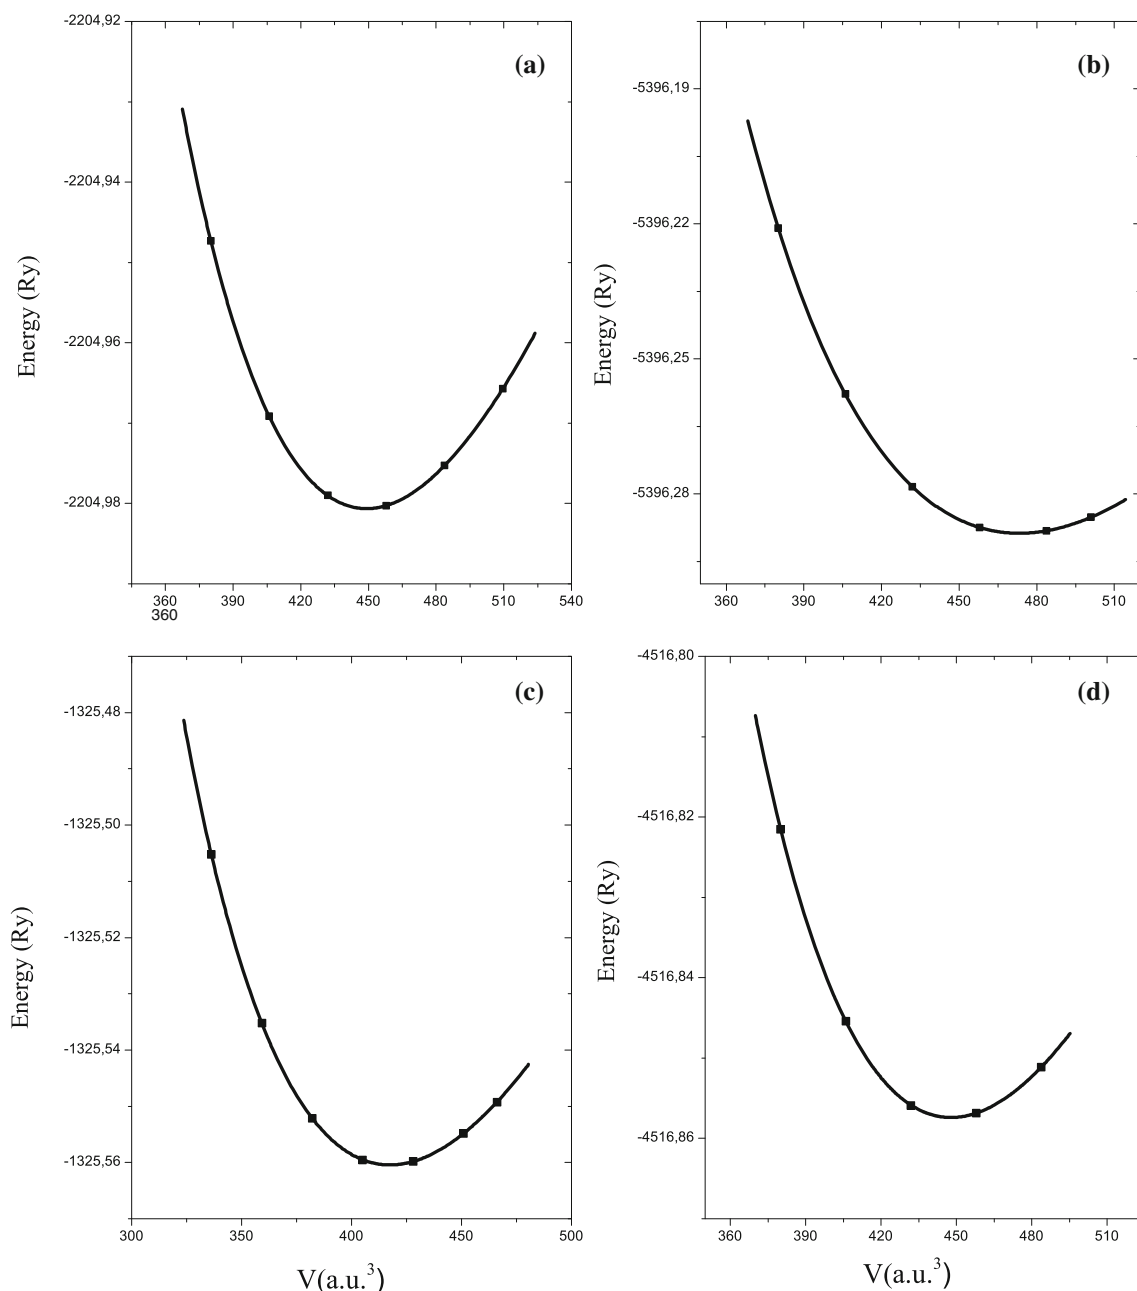 (a)
-2204,92
-2204,94
-2204,96
-2204,98
Energy (Ry)
360 390 420 450 480 510 540
360
(b)
-5396,19
-5396,22
-5396,25
-5396,28
Energy (Ry)
360 390 420 450 480 510
(c)
-1325,48
-1325,50
-1325,52
-1325,54
-1325,56
Energy (Ry)
300 350 400 450 500
V(a.u.³)
(d)
-4516,80
-4516,82
-4516,84
-4516,86
Energy (Ry)
360 390 420 450 480 510
V(a.u.³)